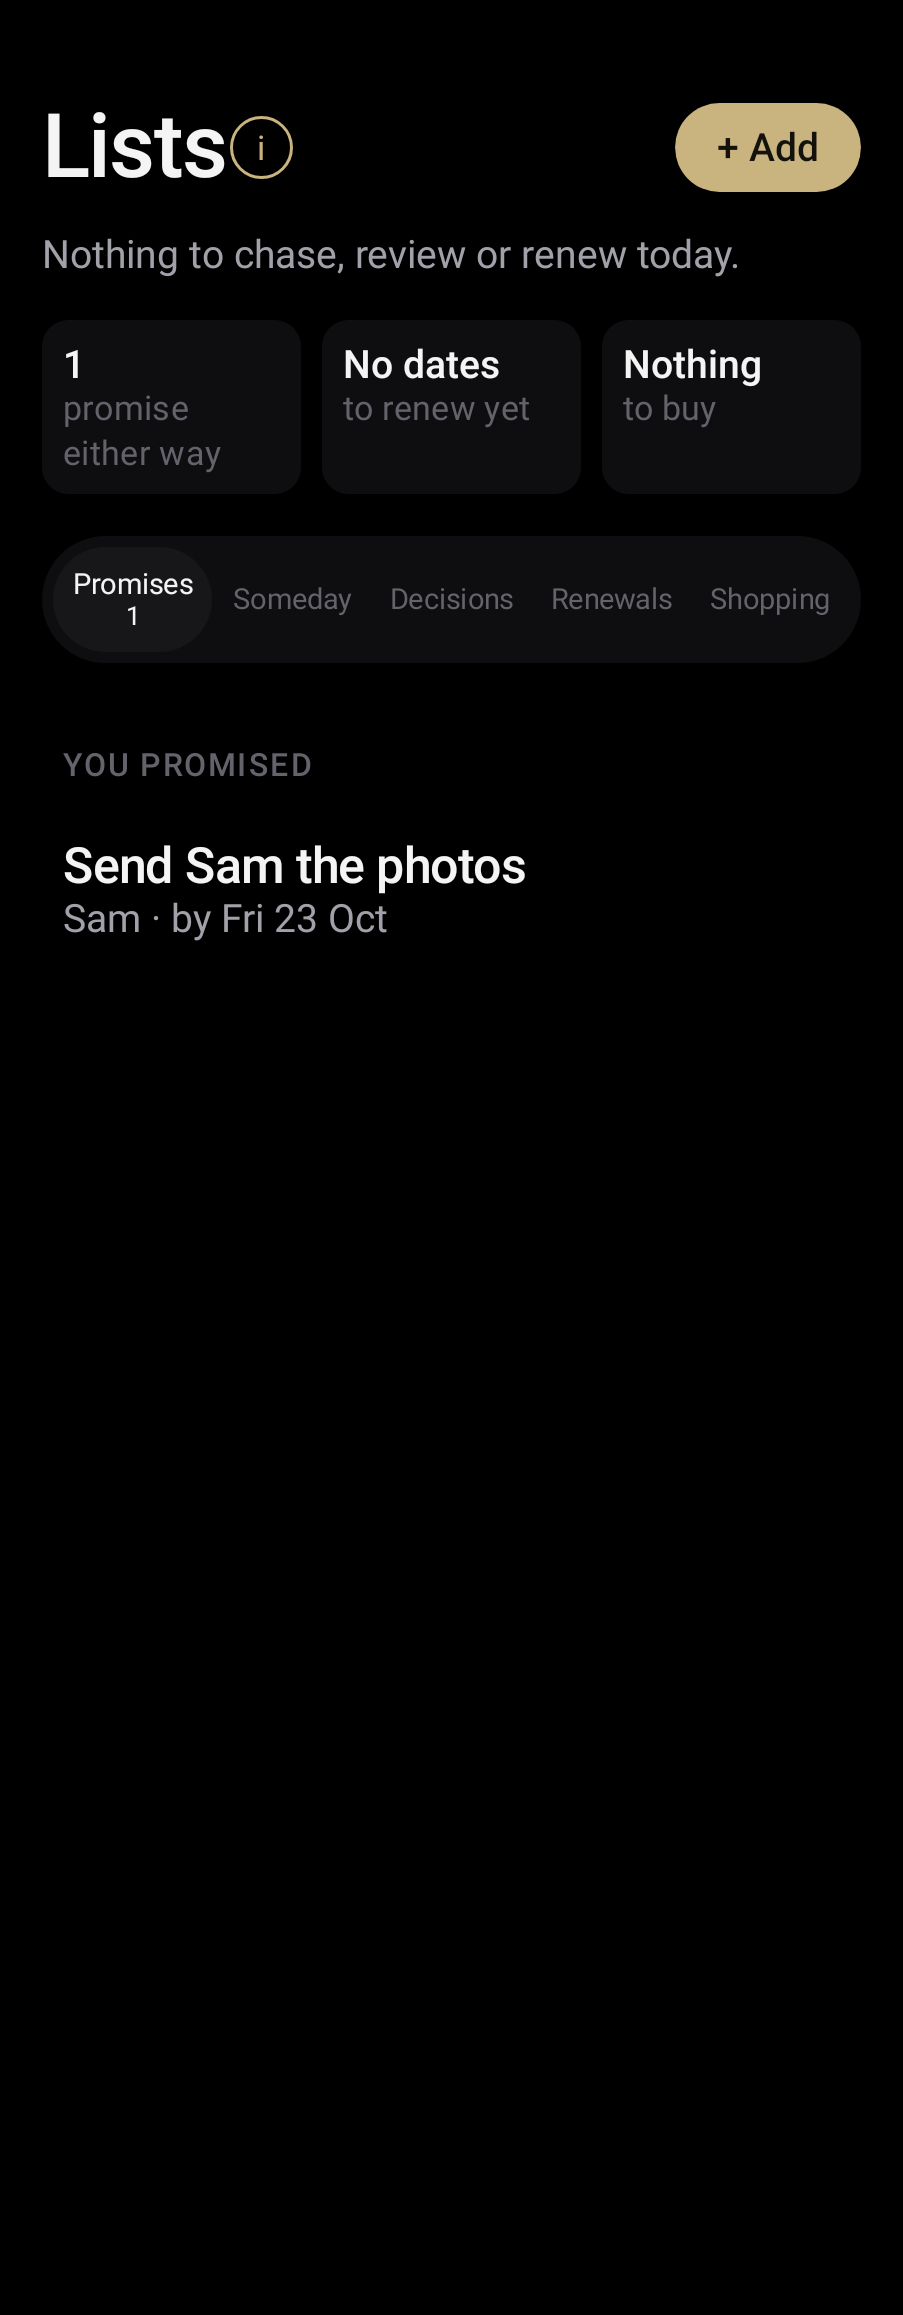 Lists i
+ Add
Nothing to chase, review or renew today.
1
promise
either way
No dates
to renew yet
Nothing
to buy
Promises
1
Someday
Decisions
Renewals
Shopping
YOU PROMISED
Send Sam the photos
Sam · by Fri 23 Oct